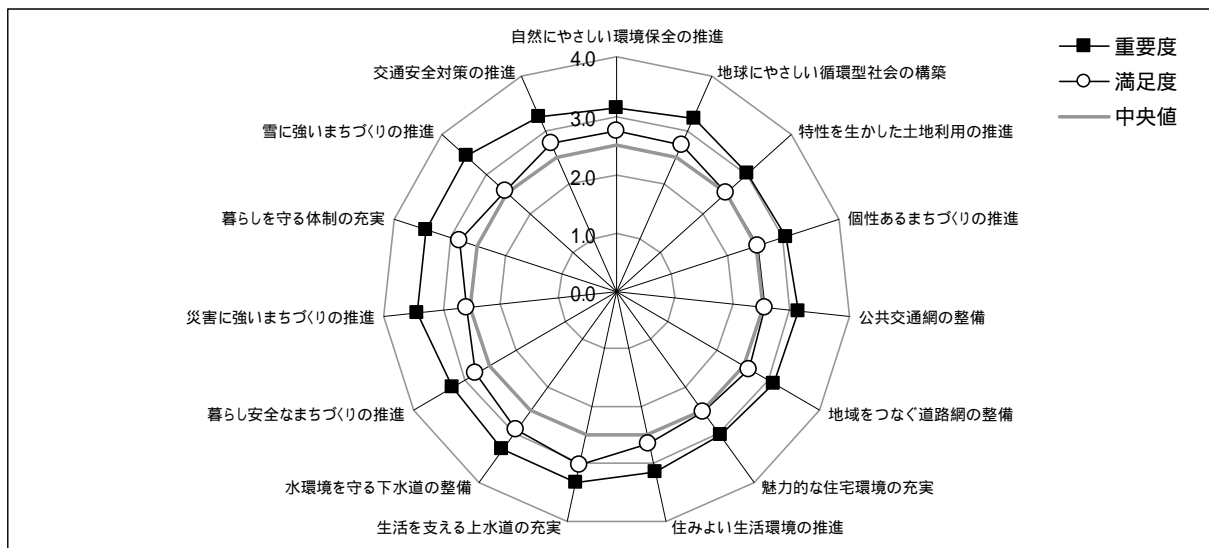 自然にやさしい環境保全の推進
地球にやさしい循環型社会の構築
特性を生かした土地利用の推進
個性あるまちづくりの推進
公共交通網の整備
地域をつなぐ道路網の整備
魅力的な住宅環境の充実
住みよい生活環境の推進
生活を支える上水道の充実
水環境を守る下水道の整備
暮らし安全なまちづくりの推進
災害に強いまちづくりの推進
暮らしを守る体制の充実
雪に強いまちづくりの推進
交通安全対策の推進
4.0
3.0
2.0
1.0
0.0
重要度
満足度
中央値